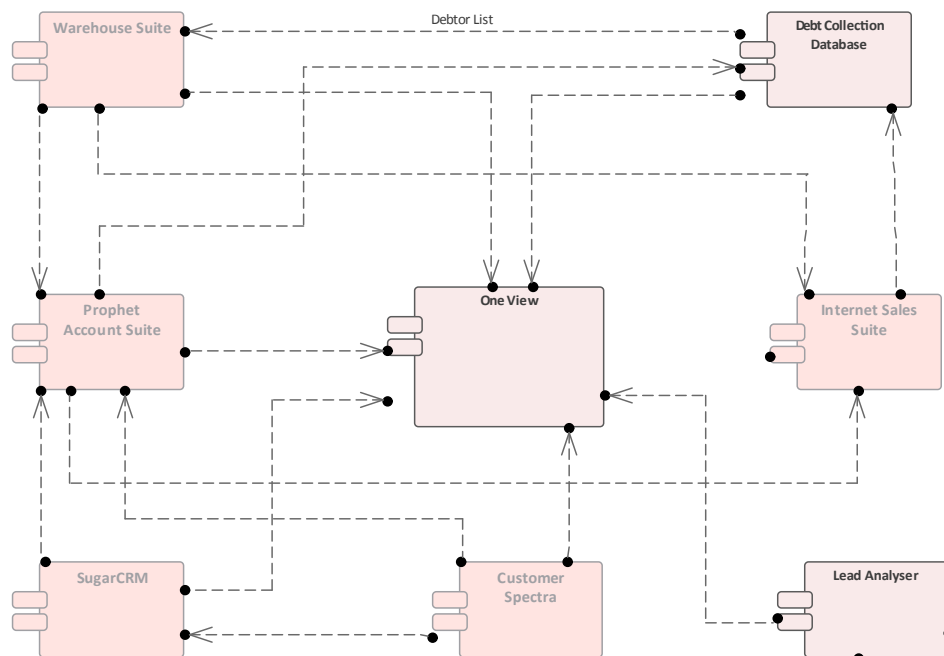 Warehouse Suite
Debtor List
Debt Collection
Database
Prophet
Account Suite
One View
Internet Sales
Suite
SugarCRM
Customer
Spectra
Lead Analyser